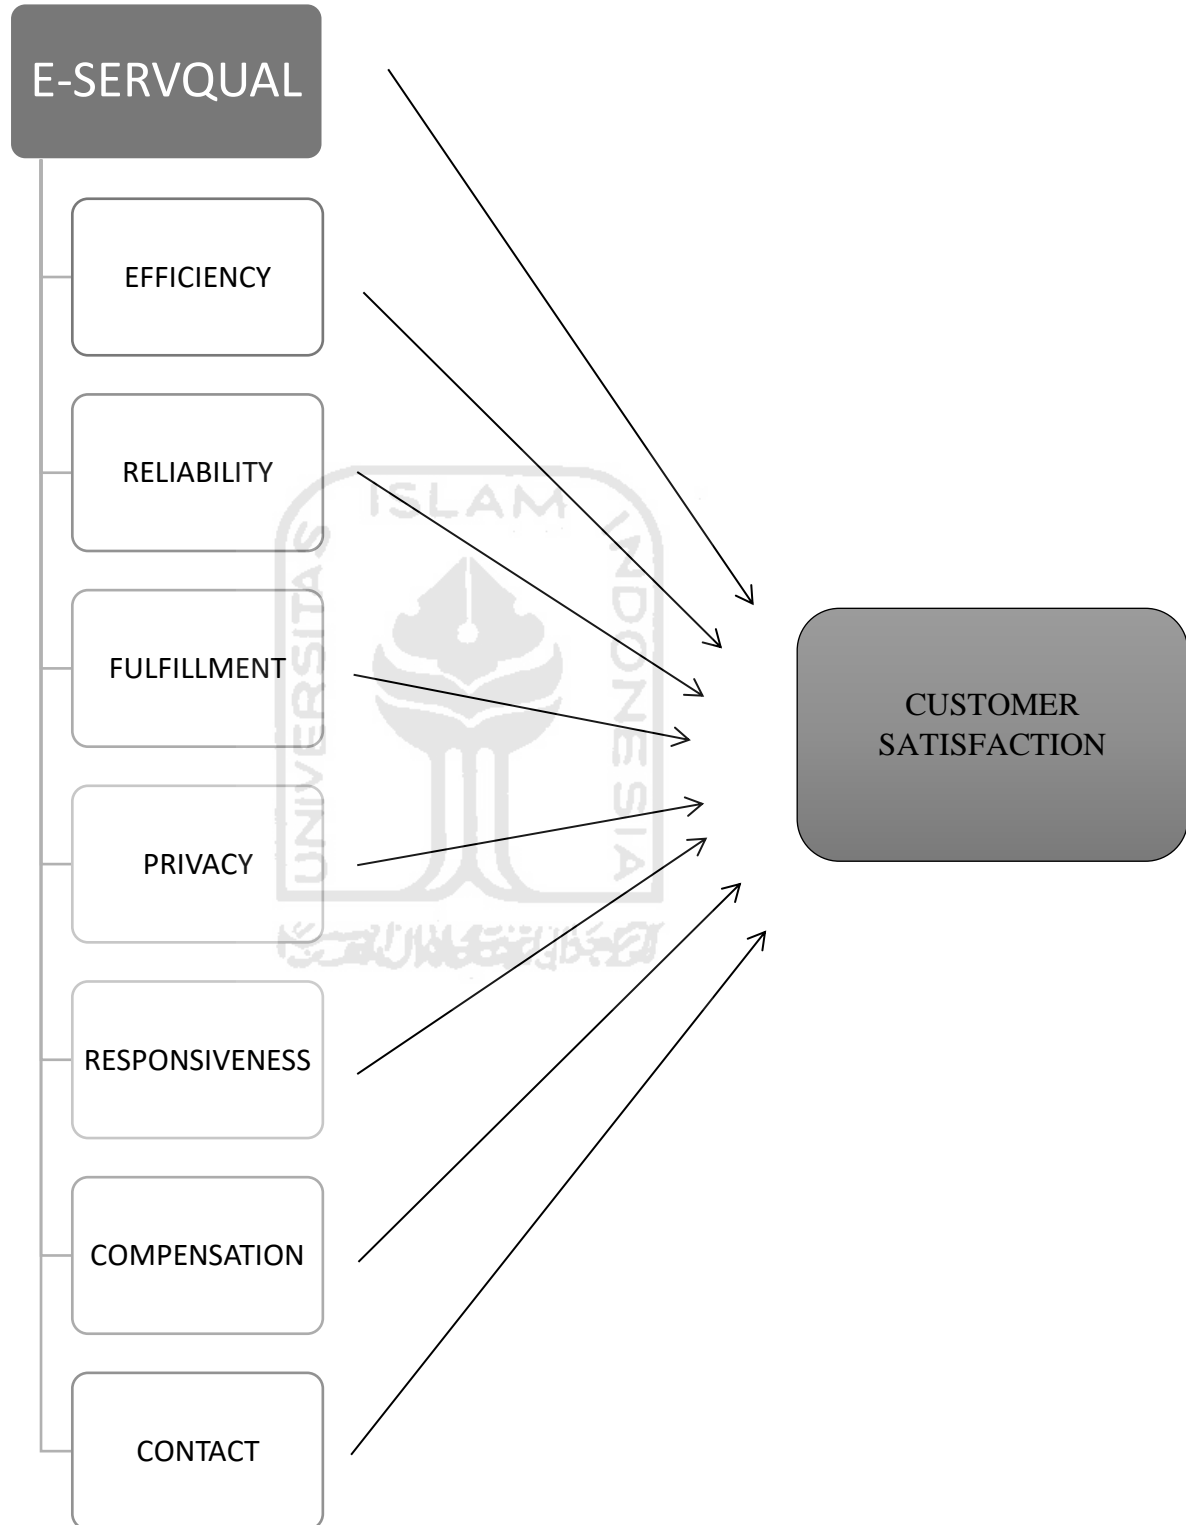 E-SERVQUAL
EFFICIENCY
RELIABILITY
FULFILLMENT
PRIVACY
RESPONSIVENESS
COMPENSATION
CONTACT
CUSTOMER
SATISFACTION
UNIVERSITAS
ISLAM
INDONESIA